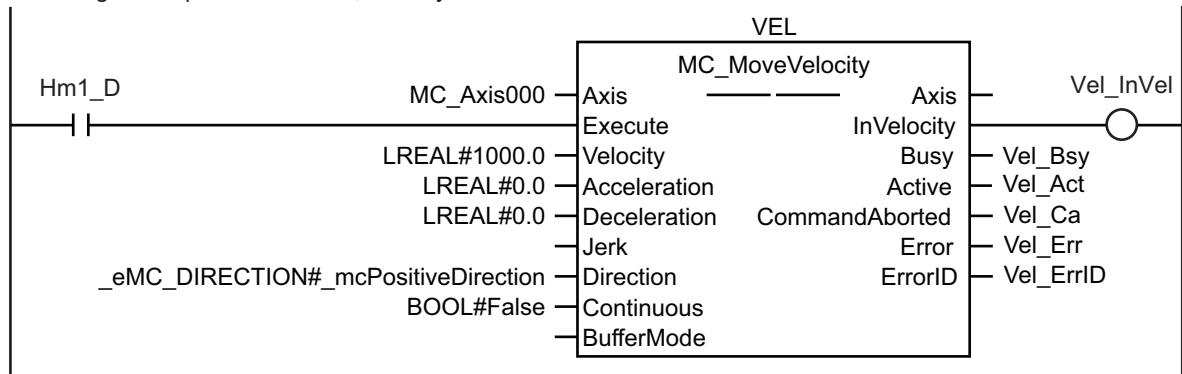 VEL
MC_MoveVelocity
Hm1_D
MC_Axis000 Axis Axis Vel_InVel
Execute InVelocity
LREAL#1000.0 Velocity Busy Vel_Bsy
LREAL#0.0 Acceleration Active Vel_Act
LREAL#0.0 Deceleration CommandAborted Vel_Ca
Jerk Error Vel_Err
_eMC_DIRECTION#_mcPositiveDirection Direction ErrorID Vel_ErrID
BOOL#False Continuous
BufferMode